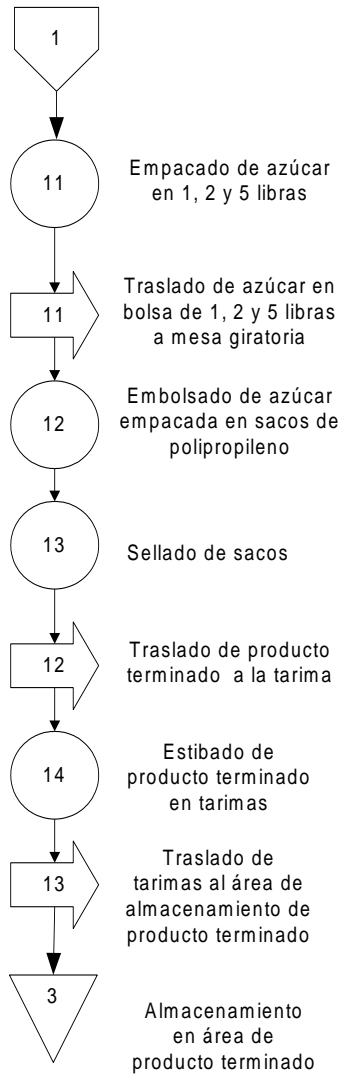 1
11
Empacado de azúcar
en 1, 2 y 5 libras
11
Traslado de azúcar en
bolsa de 1, 2 y 5 libras
a mesa giratoria
12
Embolsado de azúcar
empacada en sacos de
polipropileno
13
Sellado de sacos
12
Traslado de producto
terminado a la tarima
14
Estibado de
producto terminado
en tarimas
13
Traslado de
tarimas al área de
almacenamiento de
producto terminado
3
Almacenamiento
en área de
producto terminado